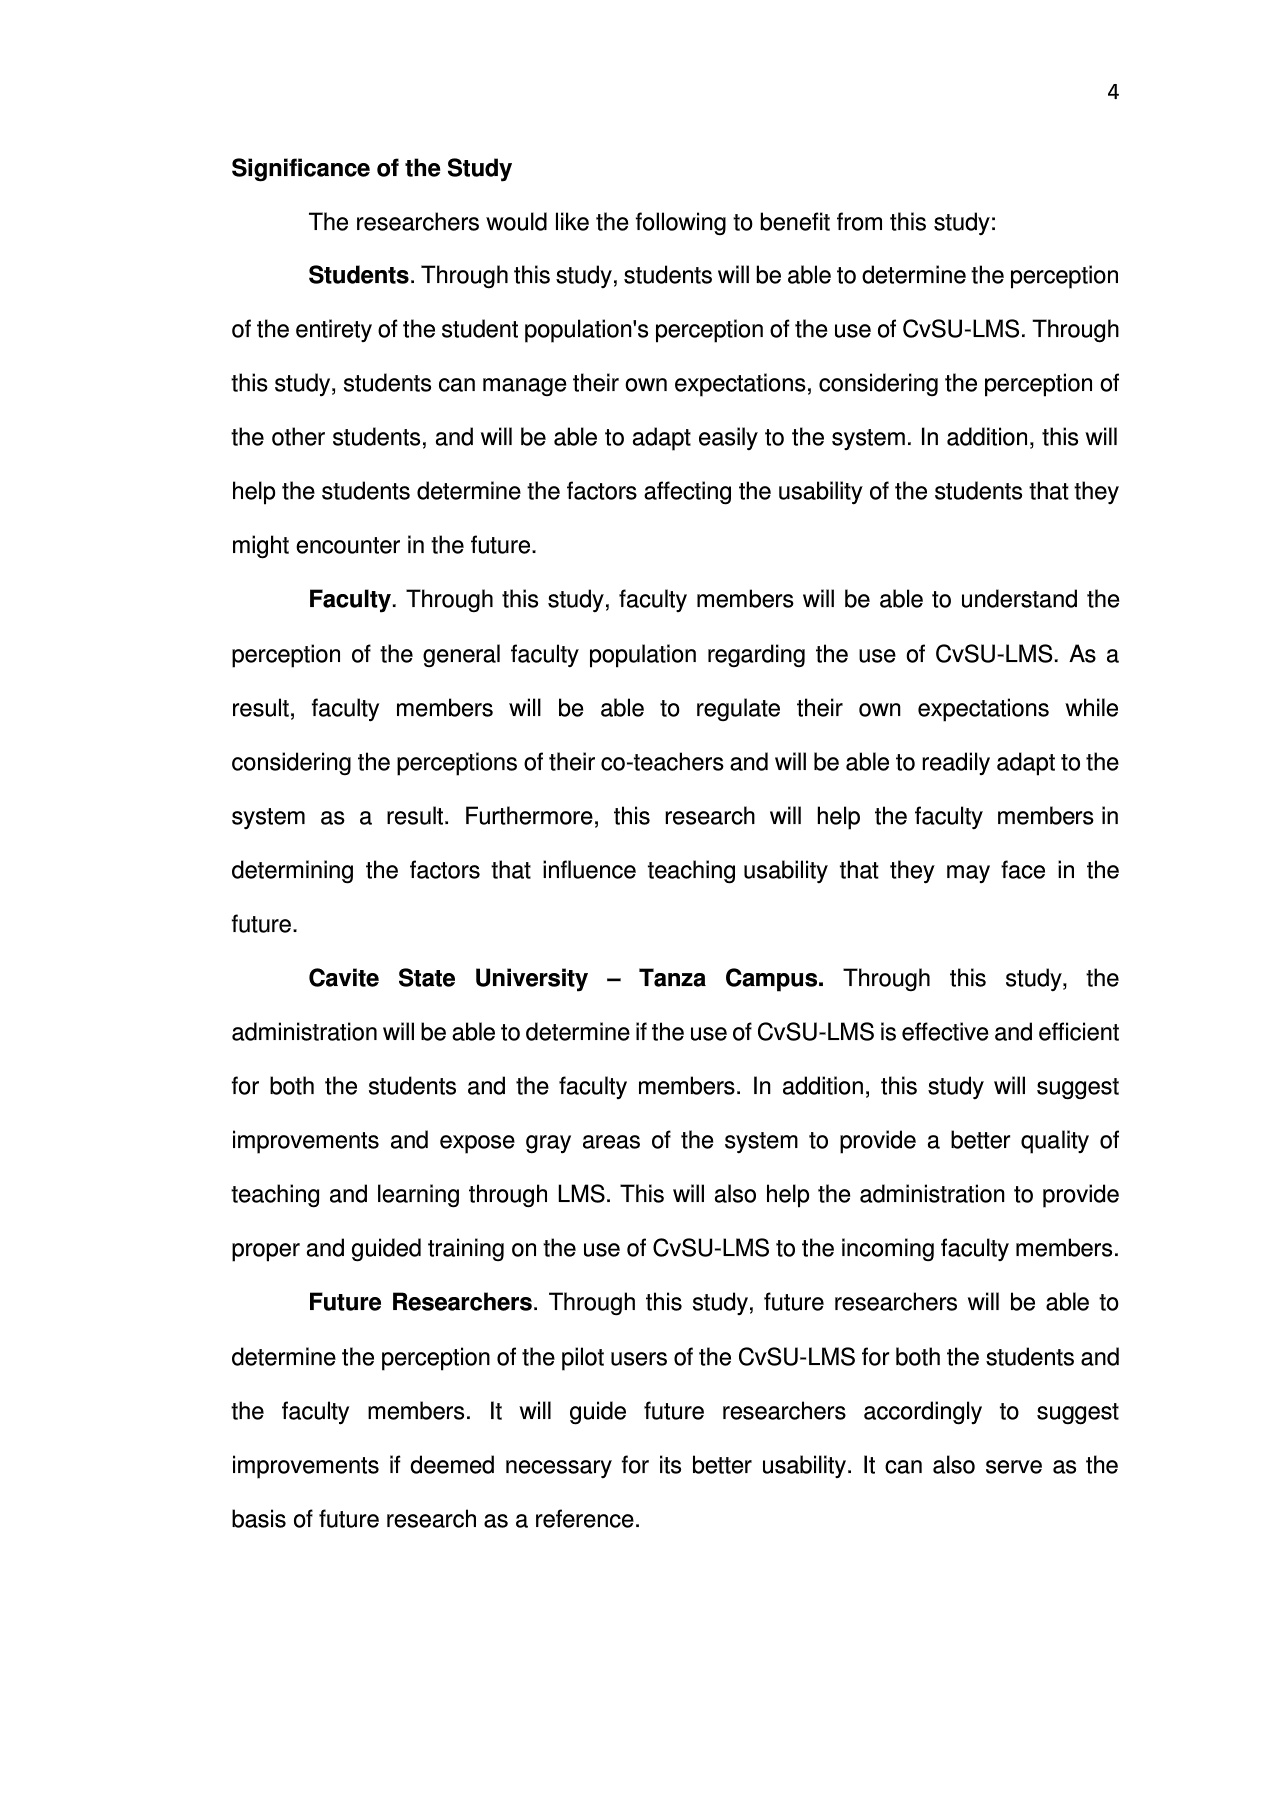 4
Significance of the Study
The researchers would like the following to benefit from this study:
Students. Through this study, students will be able to determine the perception
of the entirety of the student population's perception of the use of CvSU-LMS. Through
this study, students can manage their own expectations, considering the perception of
the other students, and will be able to adapt easily to the system. In addition, this will
help the students determine the factors affecting the usability of the students that they
might encounter in the future.
Faculty. Through this study, faculty members will be able to understand the
perception of the general faculty population regarding the use of CvSU-LMS. As a
result, faculty members will be able to regulate their own expectations while
considering the perceptions of their co-teachers and will be able to readily adapt to the
system as a result. Furthermore, this research will help the faculty members in
determining the factors that influence teaching usability that they may face in the
future.
Cavite State University – Tanza Campus. Through this study, the
administration will be able to determine if the use of CvSU-LMS is effective and efficient
for both the students and the faculty members. In addition, this study will suggest
improvements and expose gray areas of the system to provide a better quality of
teaching and learning through LMS. This will also help the administration to provide
proper and guided training on the use of CvSU-LMS to the incoming faculty members.
Future Researchers. Through this study, future researchers will be able to
determine the perception of the pilot users of the CvSU-LMS for both the students and
the faculty members. It will guide future researchers accordingly to suggest
improvements if deemed necessary for its better usability. It can also serve as the
basis of future research as a reference.